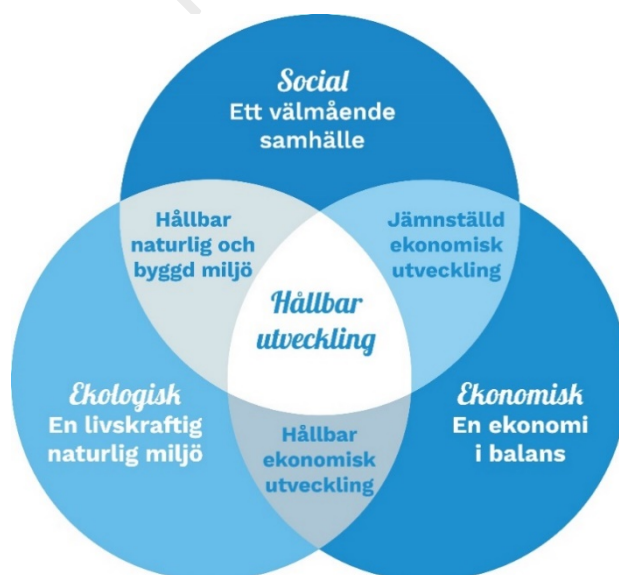 Social
Ett välmående
samhälle
Hållbar
naturlig och
byggd miljö
Jämnställd
ekonomisk
utveckling
Hållbar
utveckling
Ekologisk
En livskraftig
naturlig miljö
Hållbar
ekonomisk
utveckling
Ekonomisk
En ekonomi
i balans